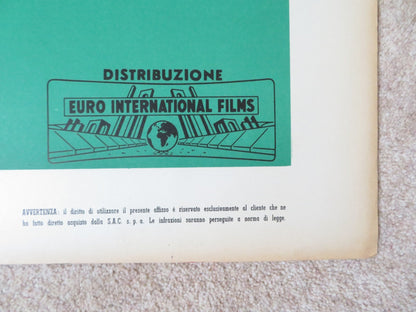 DISTRIBUZIONE
EURO INTERNATIONAL FILMS
AVVERTENZA: il diritto di utilizzare il presente affisso è riservato esclusivamente al cliente che ne
ha fatto diretto acquisto dalla S.A.C. s. p. a. Le infrazioni saranno perseguite a norma di legge.